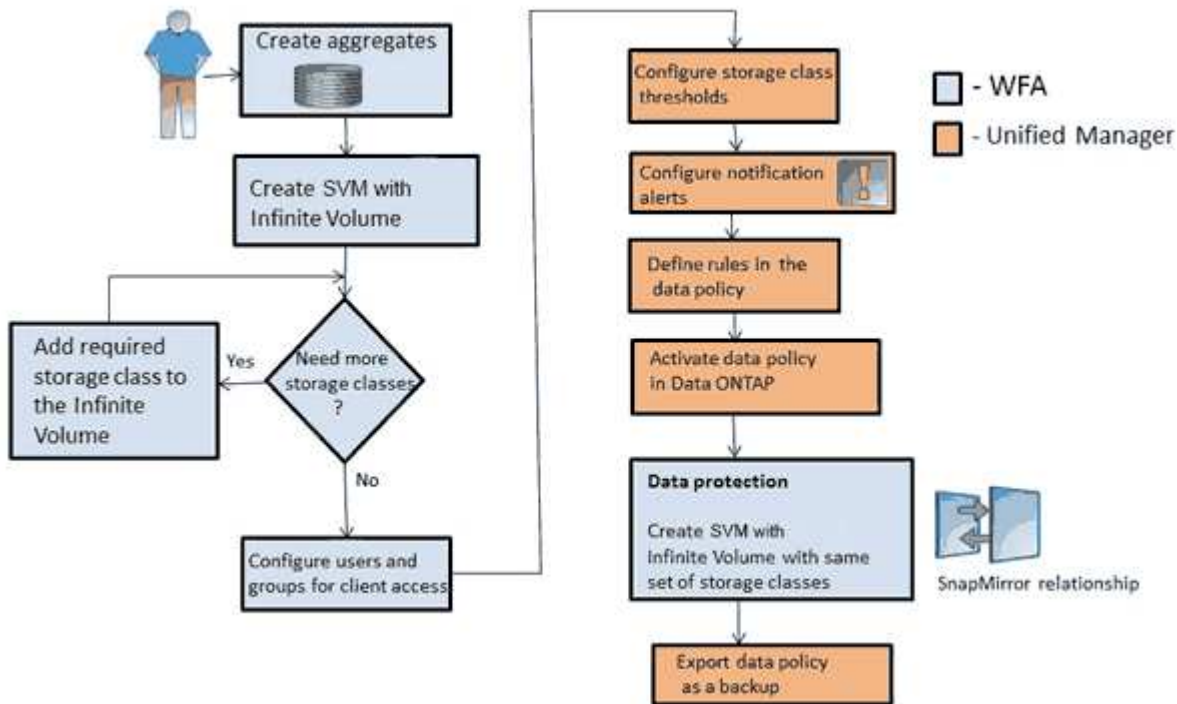 Create aggregates
Create SVM with
Infinite Volume
Add required
storage class to
the Infinite
Volume
Yes
Need more
storage classes
?
No
Configure users and
groups for client access
Configure storage class
thresholds
Configure notification
alerts
Define rules in the
data policy
Activate data policy
in Data ONTAP
Data protection
Create SVM with
Infinite Volume with same
set of storage classes
SnapMirror relationship
Export data policy
as a backup
- WFA
- Unified Manager